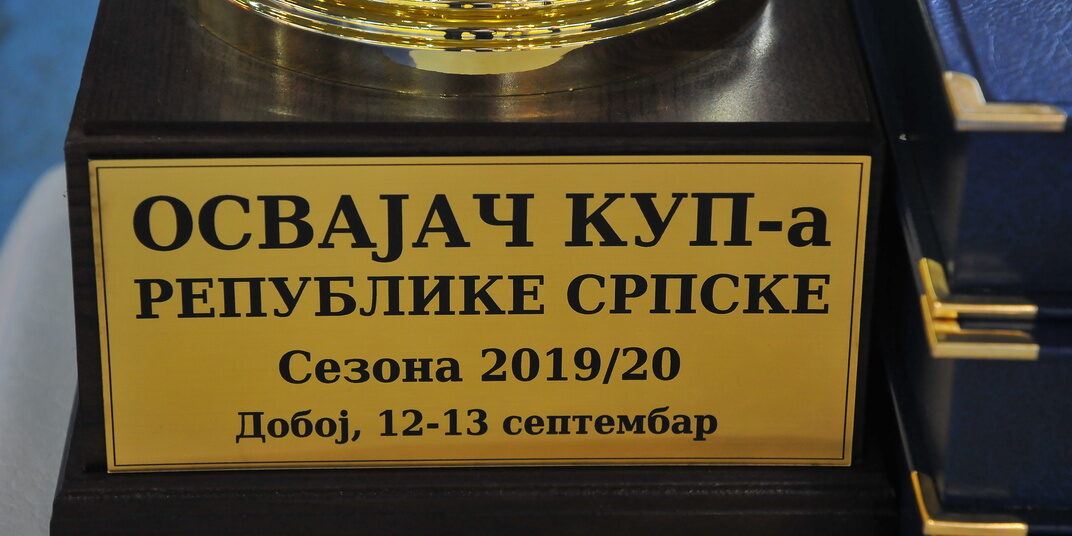 ОСВАЈАЧ КУП-а
РЕПУБЛИКЕ СРПСКЕ
Сезона 2019/20
Добој, 12-13 септембар